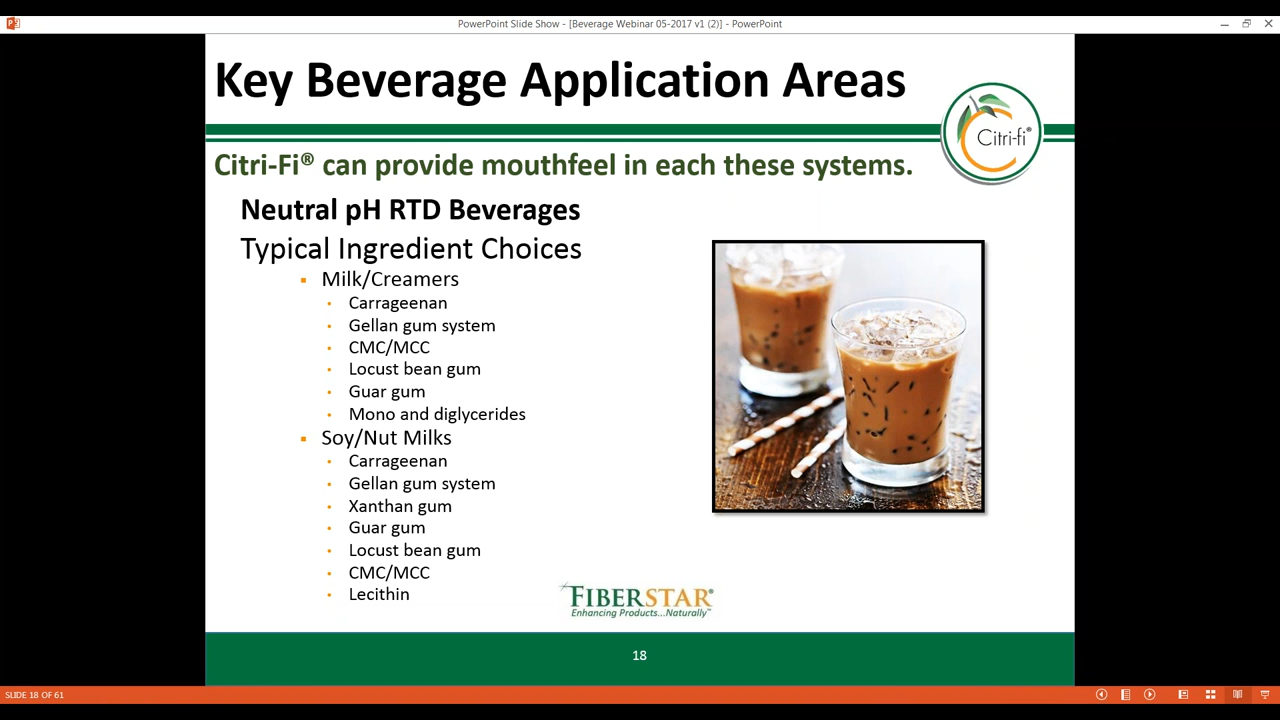 PowerPoint Slide Show - [Beverage Webinar 05-2017 v1 (2)] - PowerPoint
Key Beverage Application Areas
Citri-fi®
Citri-Fi® can provide mouthfeel in each these systems.
Neutral pH RTD Beverages
Typical Ingredient Choices
Milk/Creamers
Carrageenan
Gellan gum system
CMC/MCC
Locust bean gum
Guar gum
Mono and diglycerides
Soy/Nut Milks
Carrageenan
Gellan gum system
Xanthan gum
Guar gum
Locust bean gum
CMC/MCC
Lecithin
FIBERSTAR®
Enhancing Products...Naturally™
18
SLIDE 18 OF 61